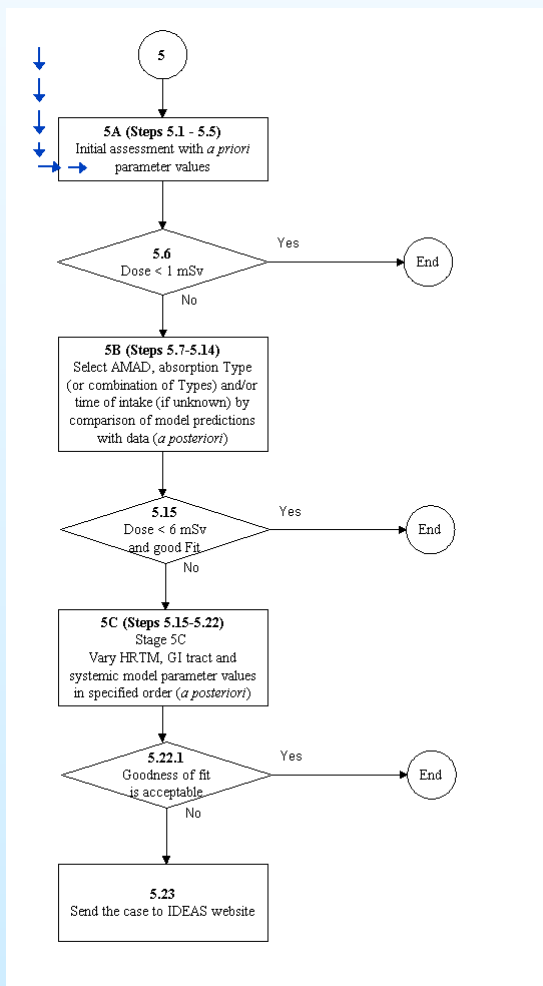 5
5A (Steps 5.1 - 5.5)
Initial assessment with a priori
parameter values
5.6
Dose < 1 mSv
Yes
End
No
5B (Steps 5.7-5.14)
Select AMAD, absorption Type
(or combination of Types) and/or
time of intake (if unknown) by
comparison of model predictions
with data (a posteriori)
5.15
Dose < 6 mSv
and good Fit
Yes
End
No
5C (Steps 5.15-5.22)
Stage 5C
Vary HRTM, GI tract and
systemic model parameter values
in specified order (a posteriori)
5.22.1
Goodness of fit
is acceptable
Yes
End
No
5.23
Send the case to IDEAS website